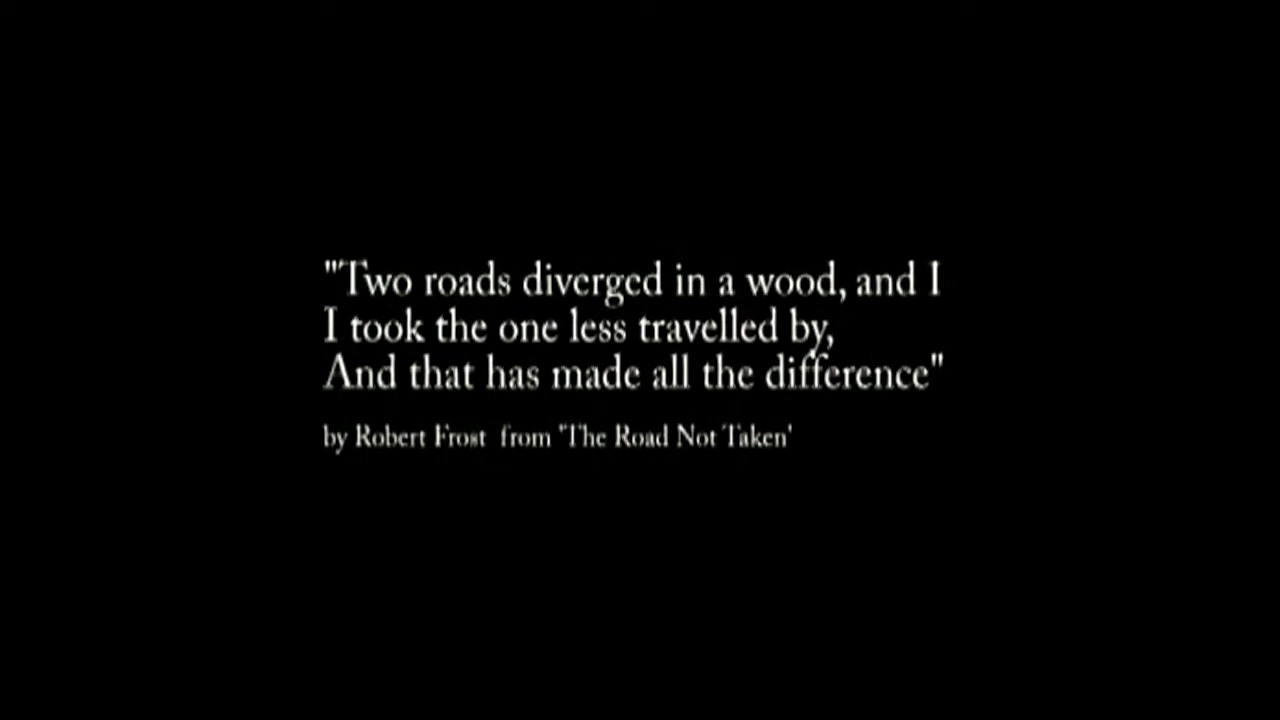 "Two roads diverged in a wood, and I
I took the one less travelled by,
And that has made all the difference"
by Robert Frost from 'The Road Not Taken'